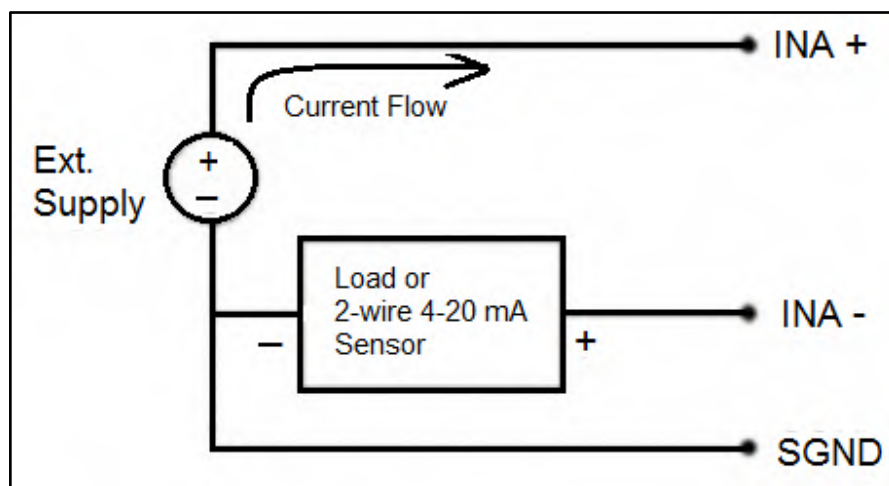 INA +
Current Flow
Ext.
Supply
+
–
Load or
2-wire 4-20 mA
Sensor
–
+
INA -
SGND